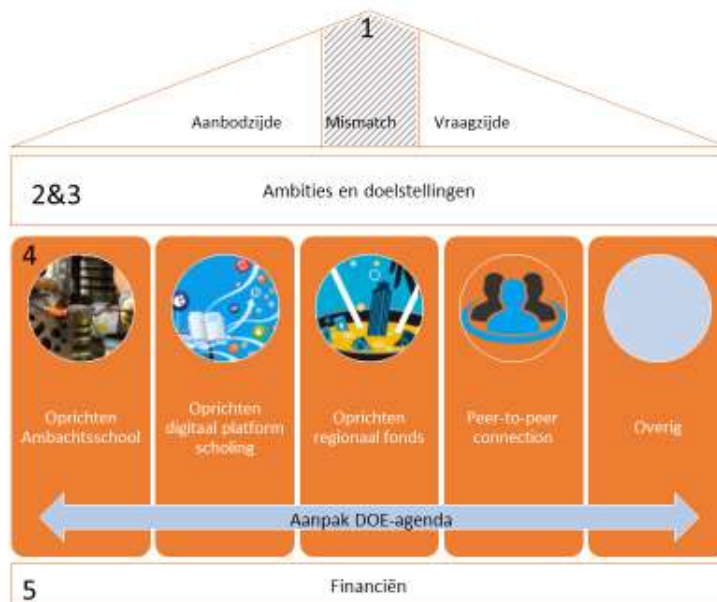 1
Aanbodzijde Mismatch Vraagzijde
2&3 Ambities en doelstellingen
4
Oprichten
Ambachtsschool
Oprichten
digitaal platform
scholing
Oprichten
regionaal fonds
Peer-to-peer
connection
Overig
Aanpak DOE-agenda
5 Financiën